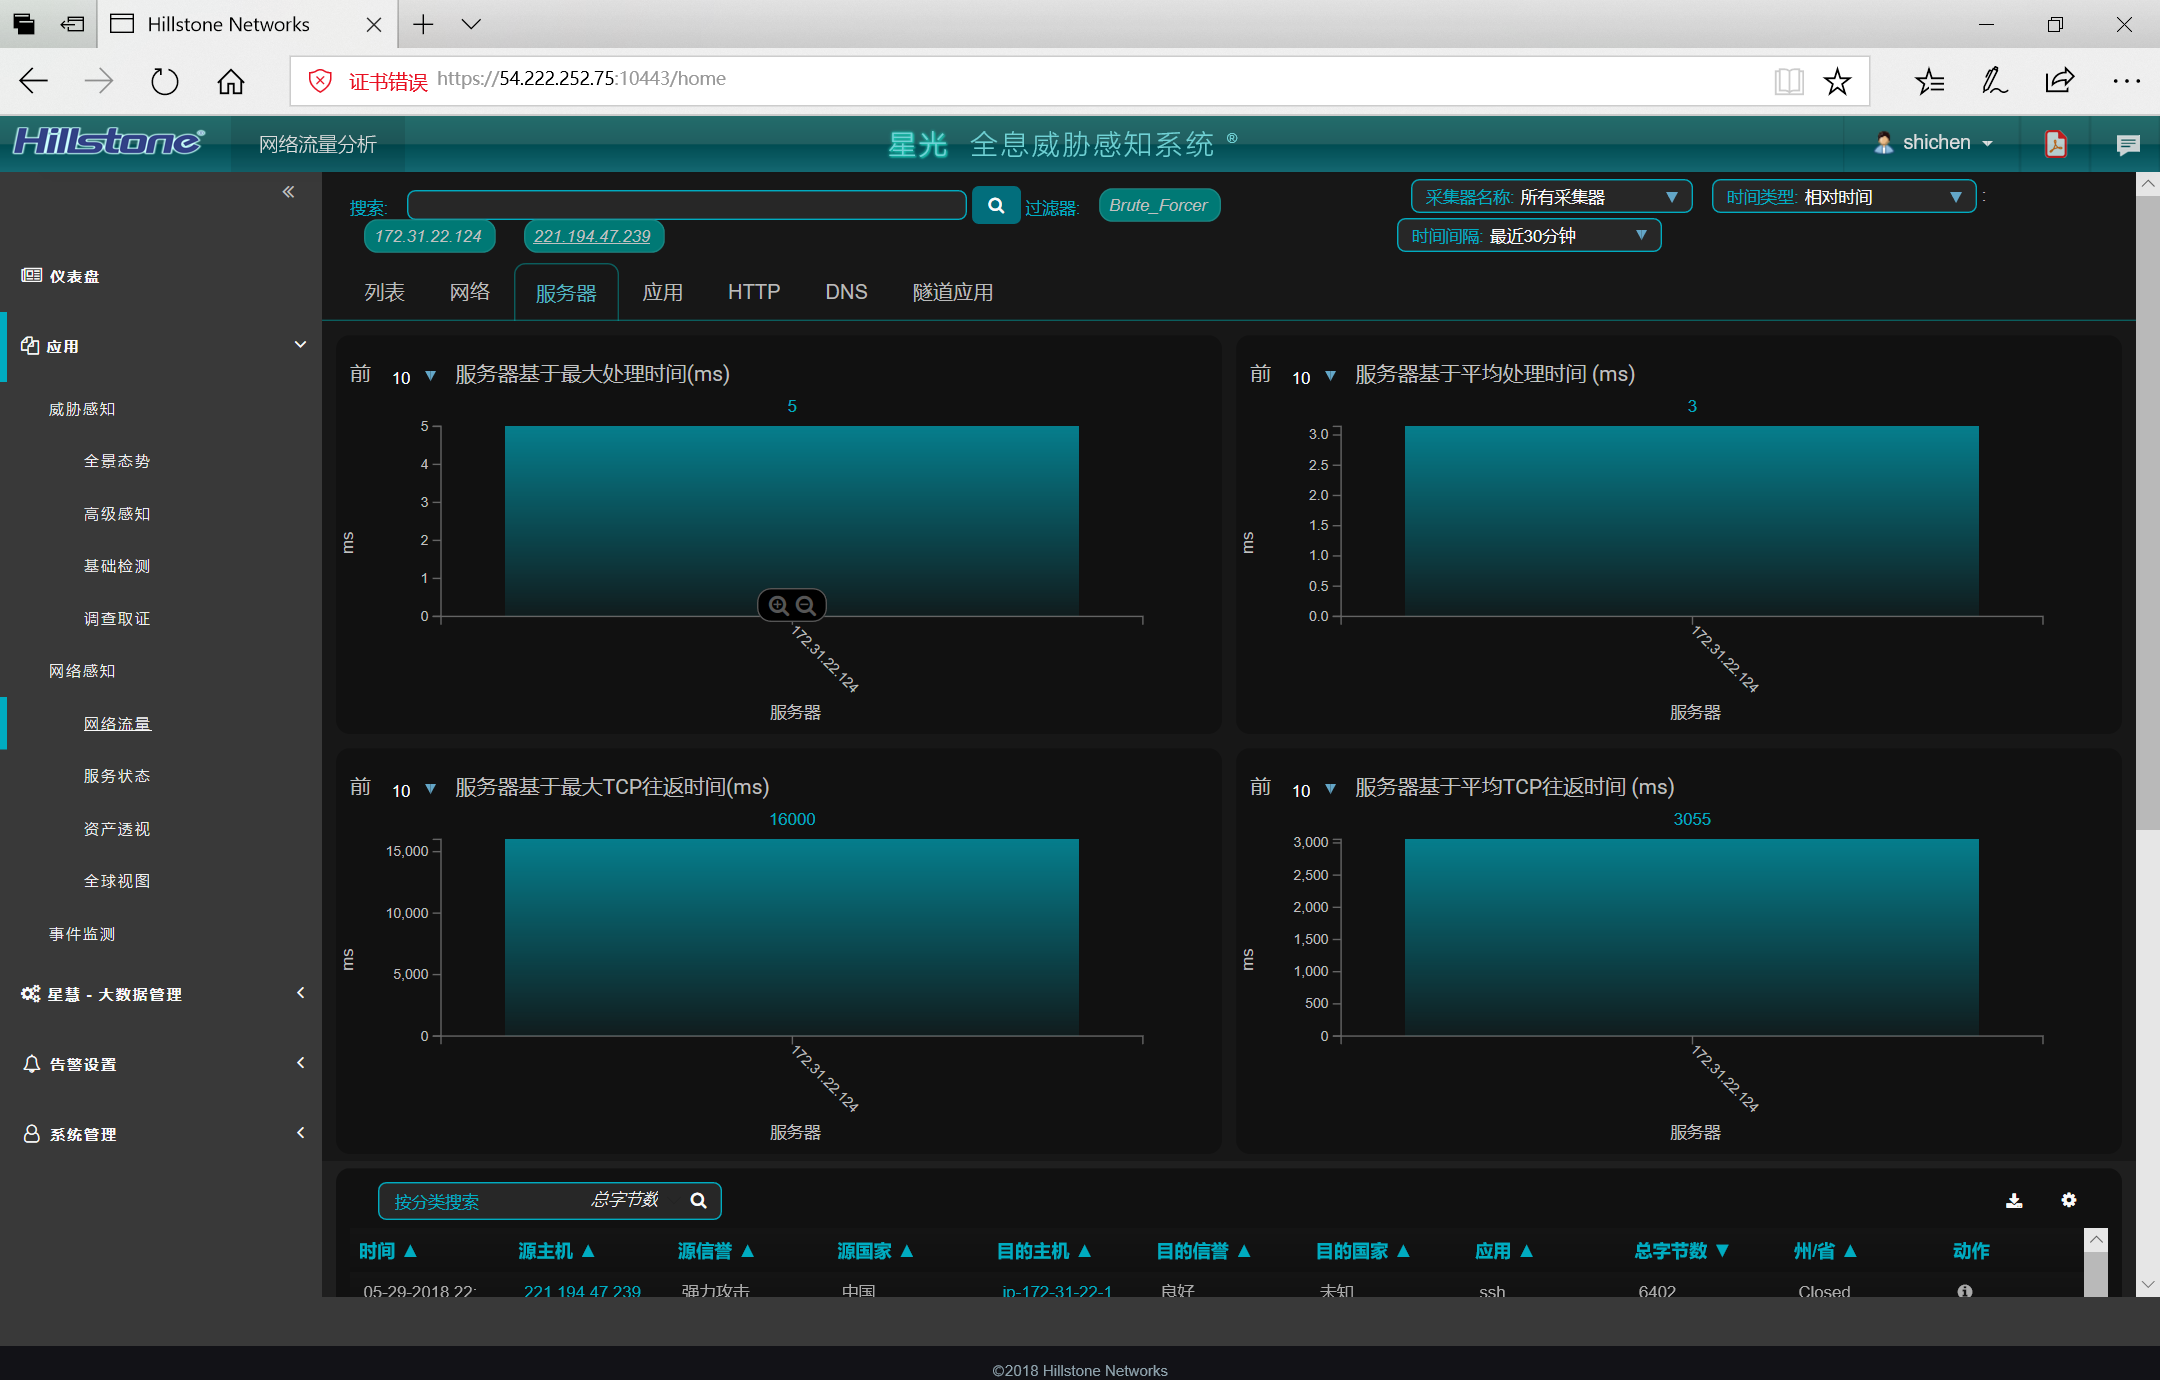 Hillstone Networks
证书错误 https://54.222.252.75:10443/home
Hillstone® 网络流量分析 星光 全息威胁感知系统 ® shichen
仪表盘
应用
威胁感知
全景态势
高级感知
基础检测
调查取证
网络感知
网络流量
服务状态
资产透视
全球视图
事件监测
星慧 - 大数据管理
告警设置
系统管理
搜索: 过滤器: Brute_Forcer 采集器名称: 所有采集器 时间类型: 相对时间 :
172.31.22.124 221.194.47.239 时间间隔: 最近30分钟
列表 网络 服务器 应用 HTTP DNS 隧道应用
前 10 服务器基于最大处理时间(ms)
5
5
4
3
2
1
0
ms
172.31.22.124
服务器
前 10 服务器基于平均处理时间 (ms)
3
3.0
2.5
2.0
1.5
1.0
0.5
0.0
ms
172.31.22.124
服务器
前 10 服务器基于最大TCP往返时间(ms)
16000
15,000
10,000
5,000
0
ms
172.31.22.124
服务器
前 10 服务器基于平均TCP往返时间 (ms)
3055
3,000
2,500
2,000
1,500
1,000
500
0
ms
172.31.22.124
服务器
按分类搜索 总字节数
时间 源主机 源信誉 源国家 目的主机 目的信誉 目的国家 应用 总字节数 州/省 动作
05-29-2018 22: 221.194.47.239 强力攻击 中国 ip-172-31-22-1 良好 未知 ssh 6402 Closed
©2018 Hillstone Networks